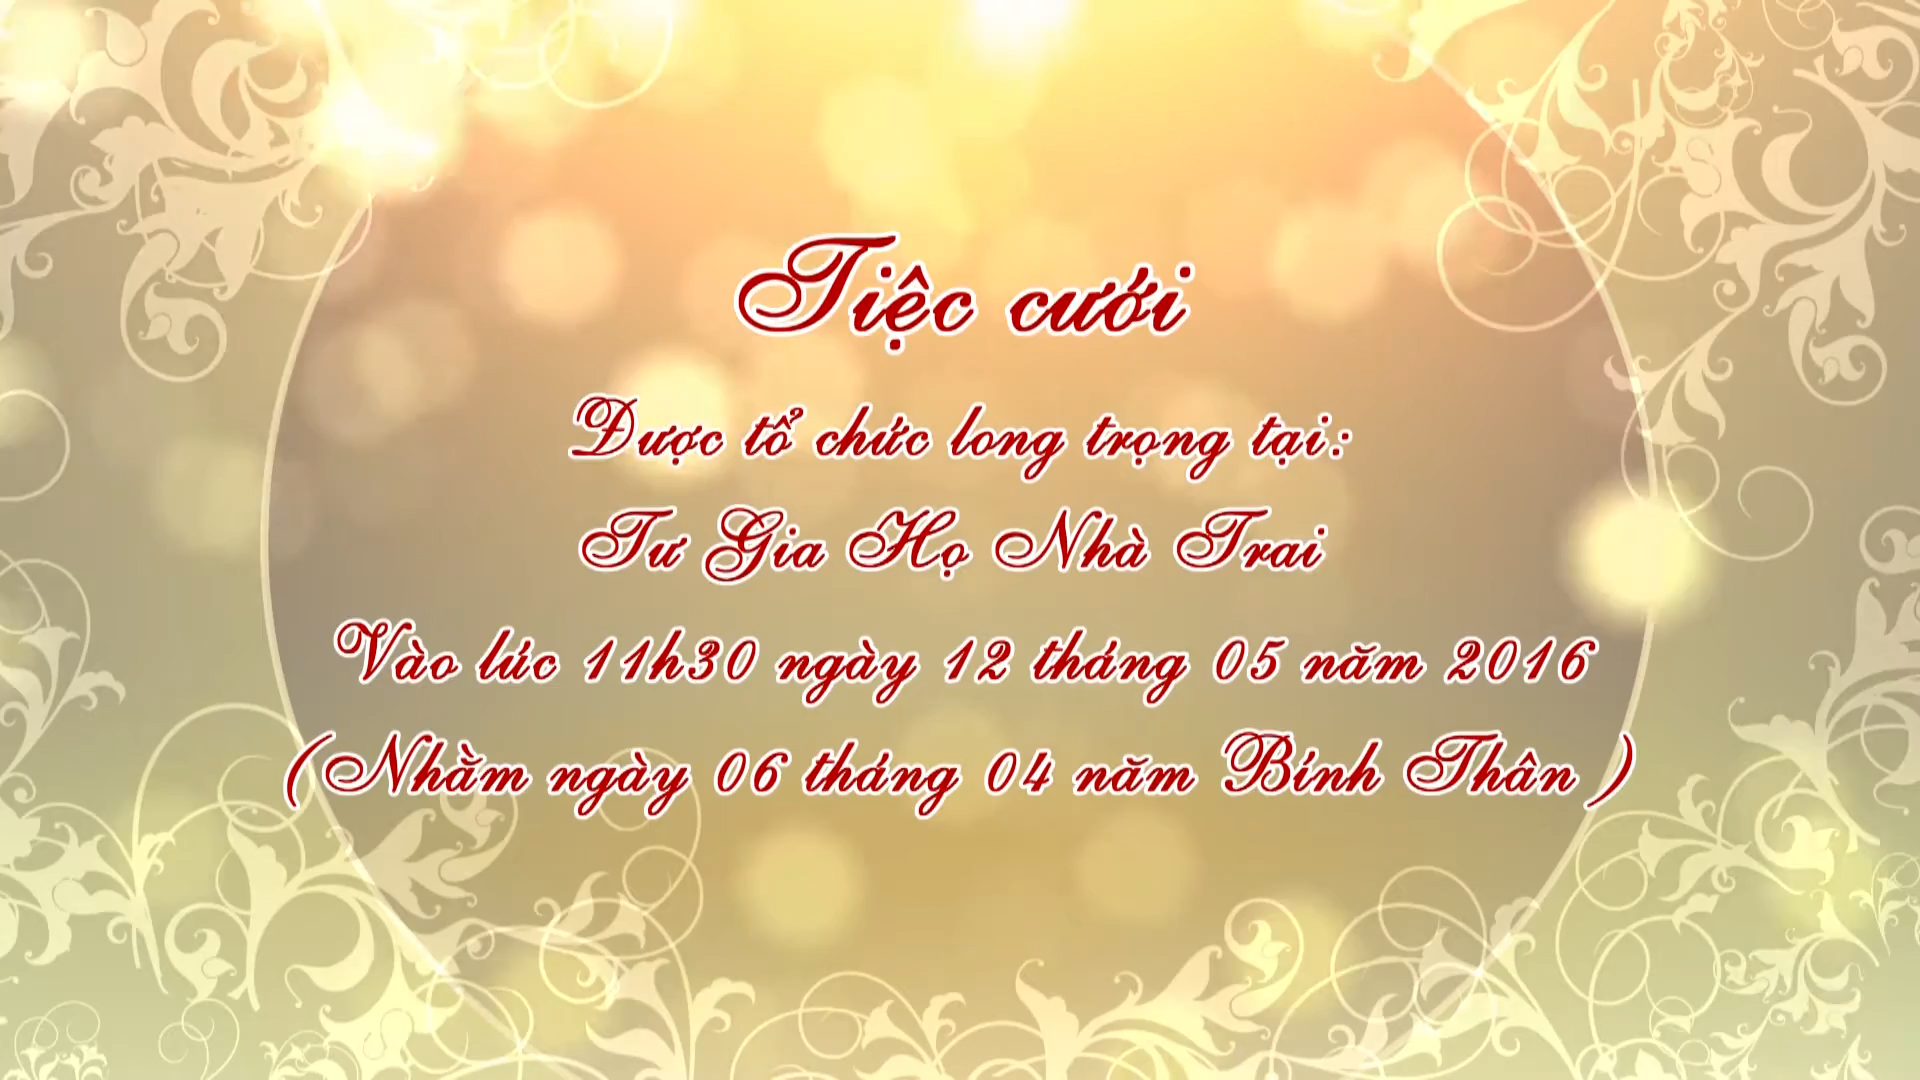 Tiệc cưới
Được tổ chức long trọng tại:
Tư Gia Họ Nhà Trai
Vào lúc 11h30 ngày 12 tháng 05 năm 2016
(Nhằm ngày 06 tháng 04 năm Bính Thân )